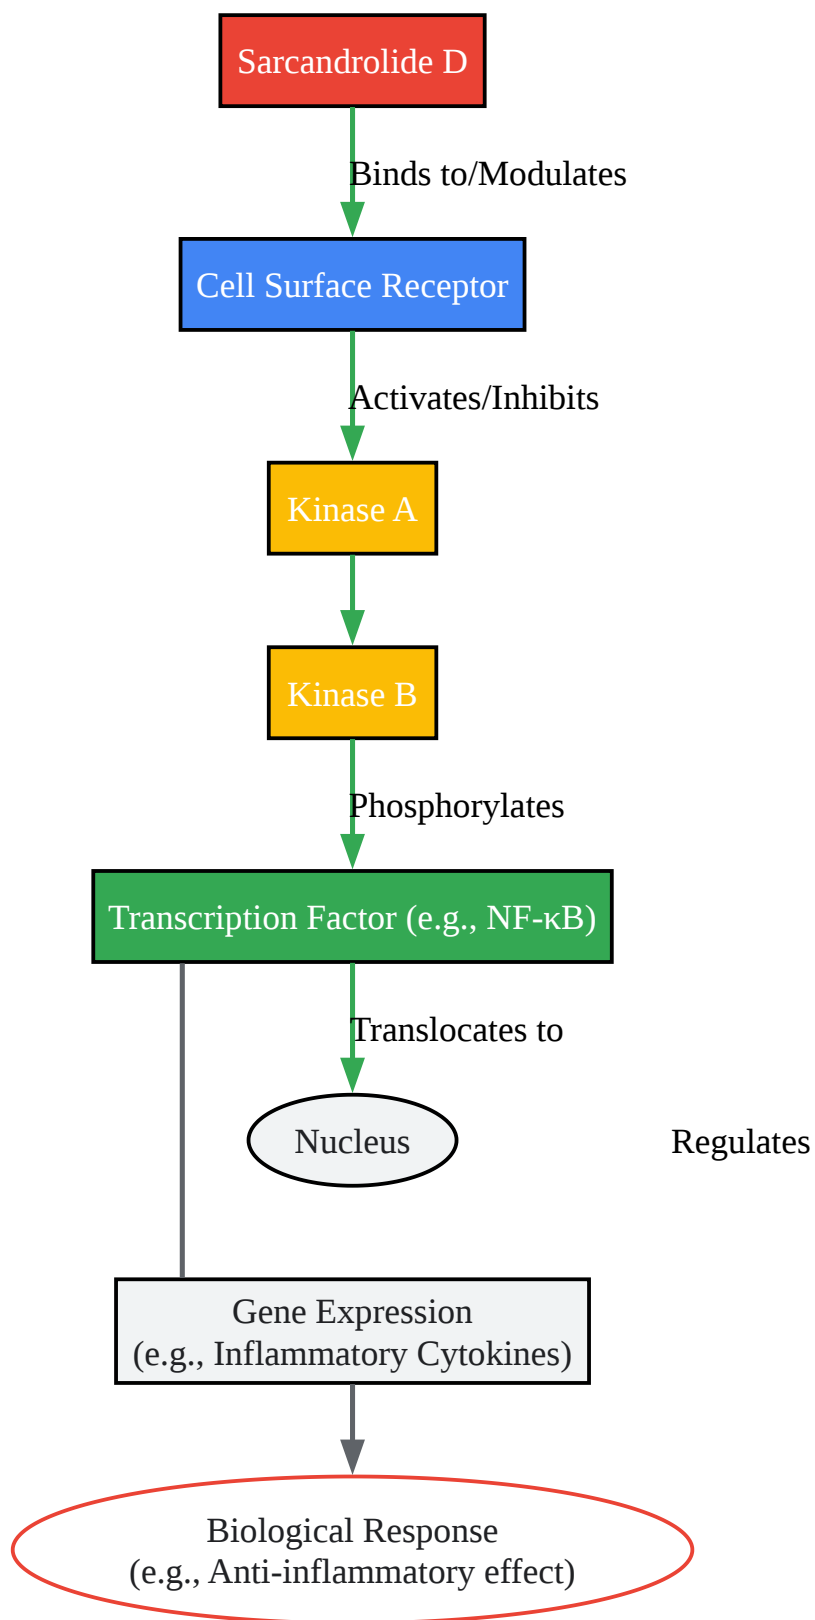 Sarcandrolide D
Binds to/Modulates
Cell Surface Receptor
Activates/Inhibits
Kinase A
Kinase B
Phosphorylates
Transcription Factor (e.g., NF-κB)
Translocates to
Nucleus
Regulates
Gene Expression
(e.g., Inflammatory Cytokines)
Biological Response
(e.g., Anti-inflammatory effect)